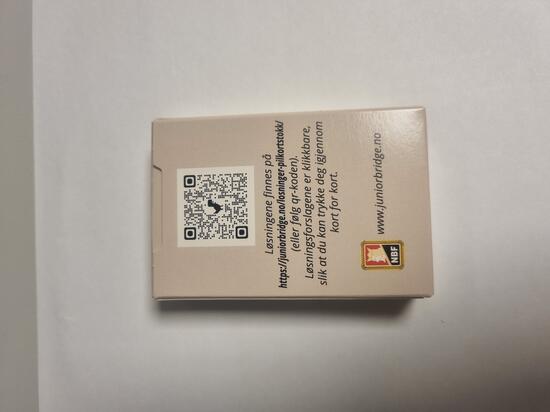 Løsningene finnes på
https://juniorbridge.no/losninger-pilkortstokk/
(eller følg qr-koden).
Løsningsforslagene er klikkbare,
slik at du kan trykke deg igjennom
kort for kort.
www.juniorbridge.no
NBF